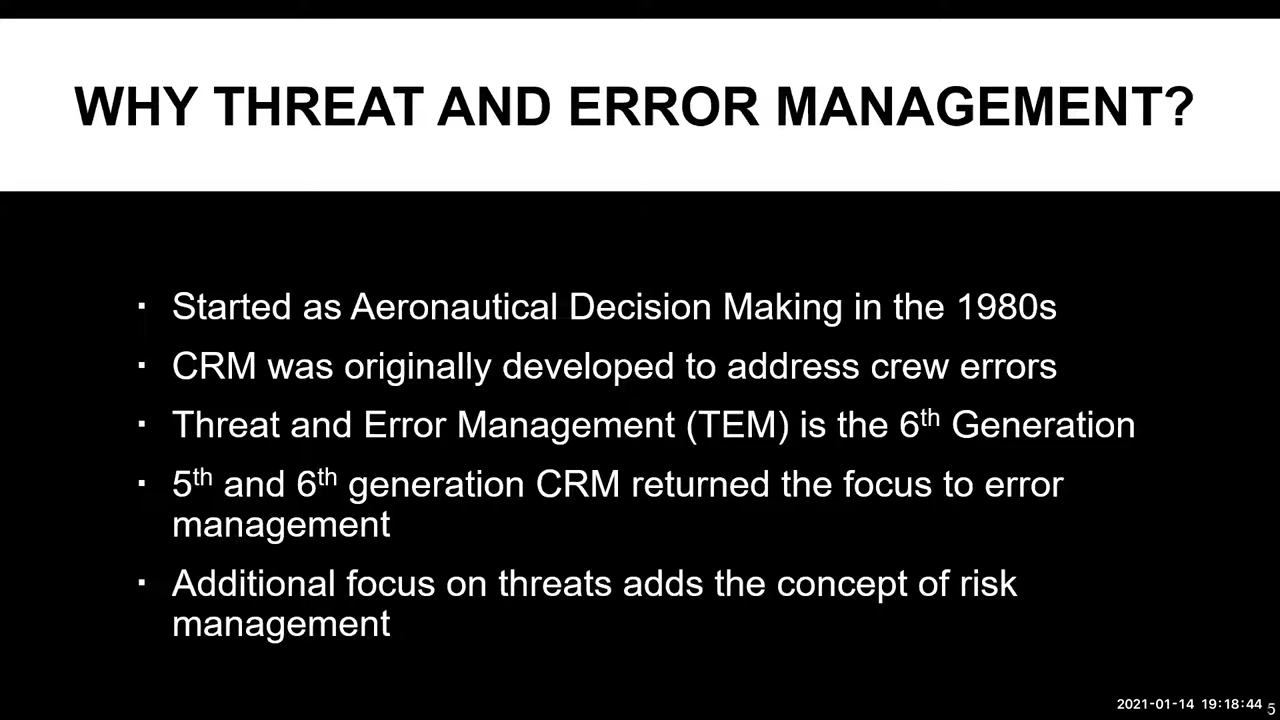 WHY THREAT AND ERROR MANAGEMENT?
▪ Started as Aeronautical Decision Making in the 1980s
▪ CRM was originally developed to address crew errors
▪ Threat and Error Management (TEM) is the 6th Generation
▪ 5th and 6th generation CRM returned the focus to error
management
▪ Additional focus on threats adds the concept of risk
management
2021-01-14 19:18:44 5